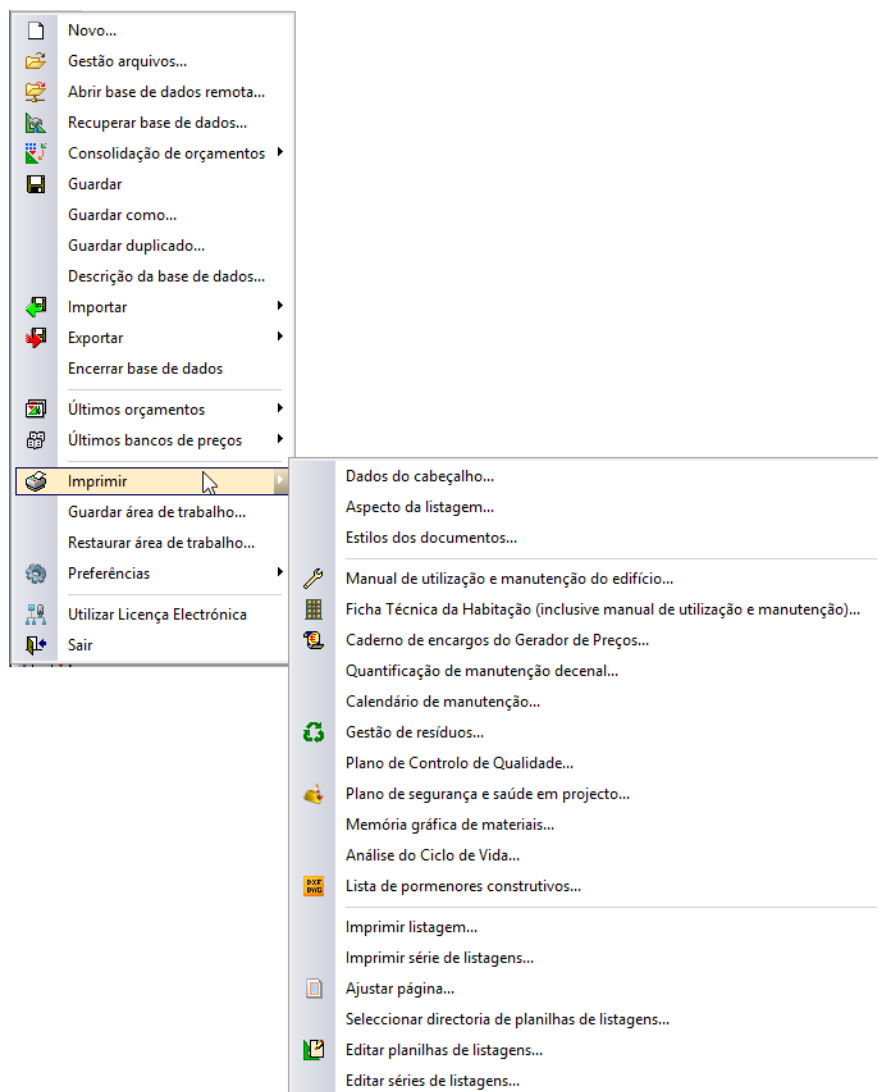 Novo...
Gestão arquivos...
Abrir base de dados remota...
Recuperar base de dados...
Consolidação de orçamentos
Guardar
Guardar como...
Guardar duplicado...
Descrição da base de dados...
Importar
Exportar
Encerrar base de dados
Últimos orçamentos
Últimos bancos de preços
Imprimir
Guardar área de trabalho...
Restaurar área de trabalho...
Preferências
Utilizar Licença Electrónica
Sair
Dados do cabeçalho...
Aspecto da listagem...
Estilos dos documentos...
Manual de utilização e manutenção do edifício...
Ficha Técnica da Habitação (inclusive manual de utilização e manutenção)...
Caderno de encargos do Gerador de Preços...
Quantificação de manutenção decenal...
Calendário de manutenção...
Gestão de resíduos...
Plano de Controlo de Qualidade...
Plano de segurança e saúde em projecto...
Memória gráfica de materiais...
Análise do Ciclo de Vida...
DXF
DWG
Lista de pormenores construtivos...
Imprimir listagem...
Imprimir série de listagens...
Ajustar página...
Seleccionar directoria de planilhas de listagens...
Editar planilhas de listagens...
Editar séries de listagens...